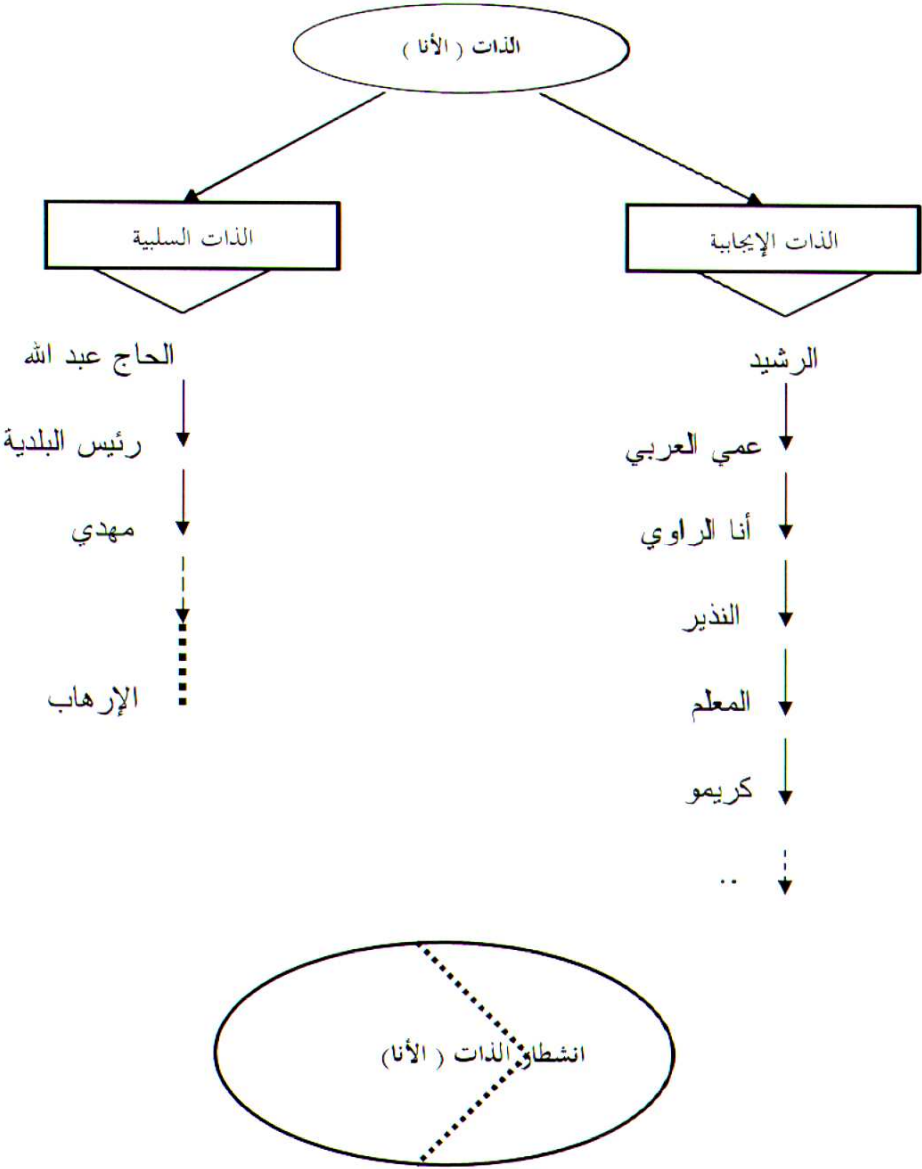 الذات ( الأنا )
الذات الإيجابية
الذات السلبية
الرشيد
عمي العربي
أنا الراوي
النذير
المعلم
كريمو
..
الحاج عبد الله
رئيس البلدية
مهدي
الإرهاب
انشطار الذات ( الأنا)